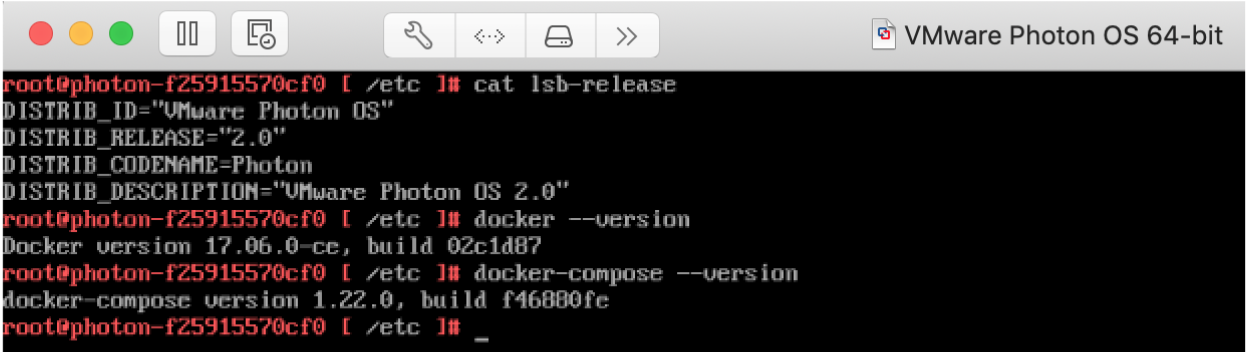 VMware Photon OS 64-bit
root@photon-f25915570cf0 [ /etc ]# cat lsb-release
DISTRIB_ID="VMware Photon OS"
DISTRIB_RELEASE="2.0"
DISTRIB_CODENAME=Photon
DISTRIB_DESCRIPTION="VMware Photon OS 2.0"
root@photon-f25915570cf0 [ /etc ]# docker --version
Docker version 17.06.0-ce, build 02c1d87
root@photon-f25915570cf0 [ /etc ]# docker-compose --version
docker-compose version 1.22.0, build f46880fe
root@photon-f25915570cf0 [ /etc ]# _